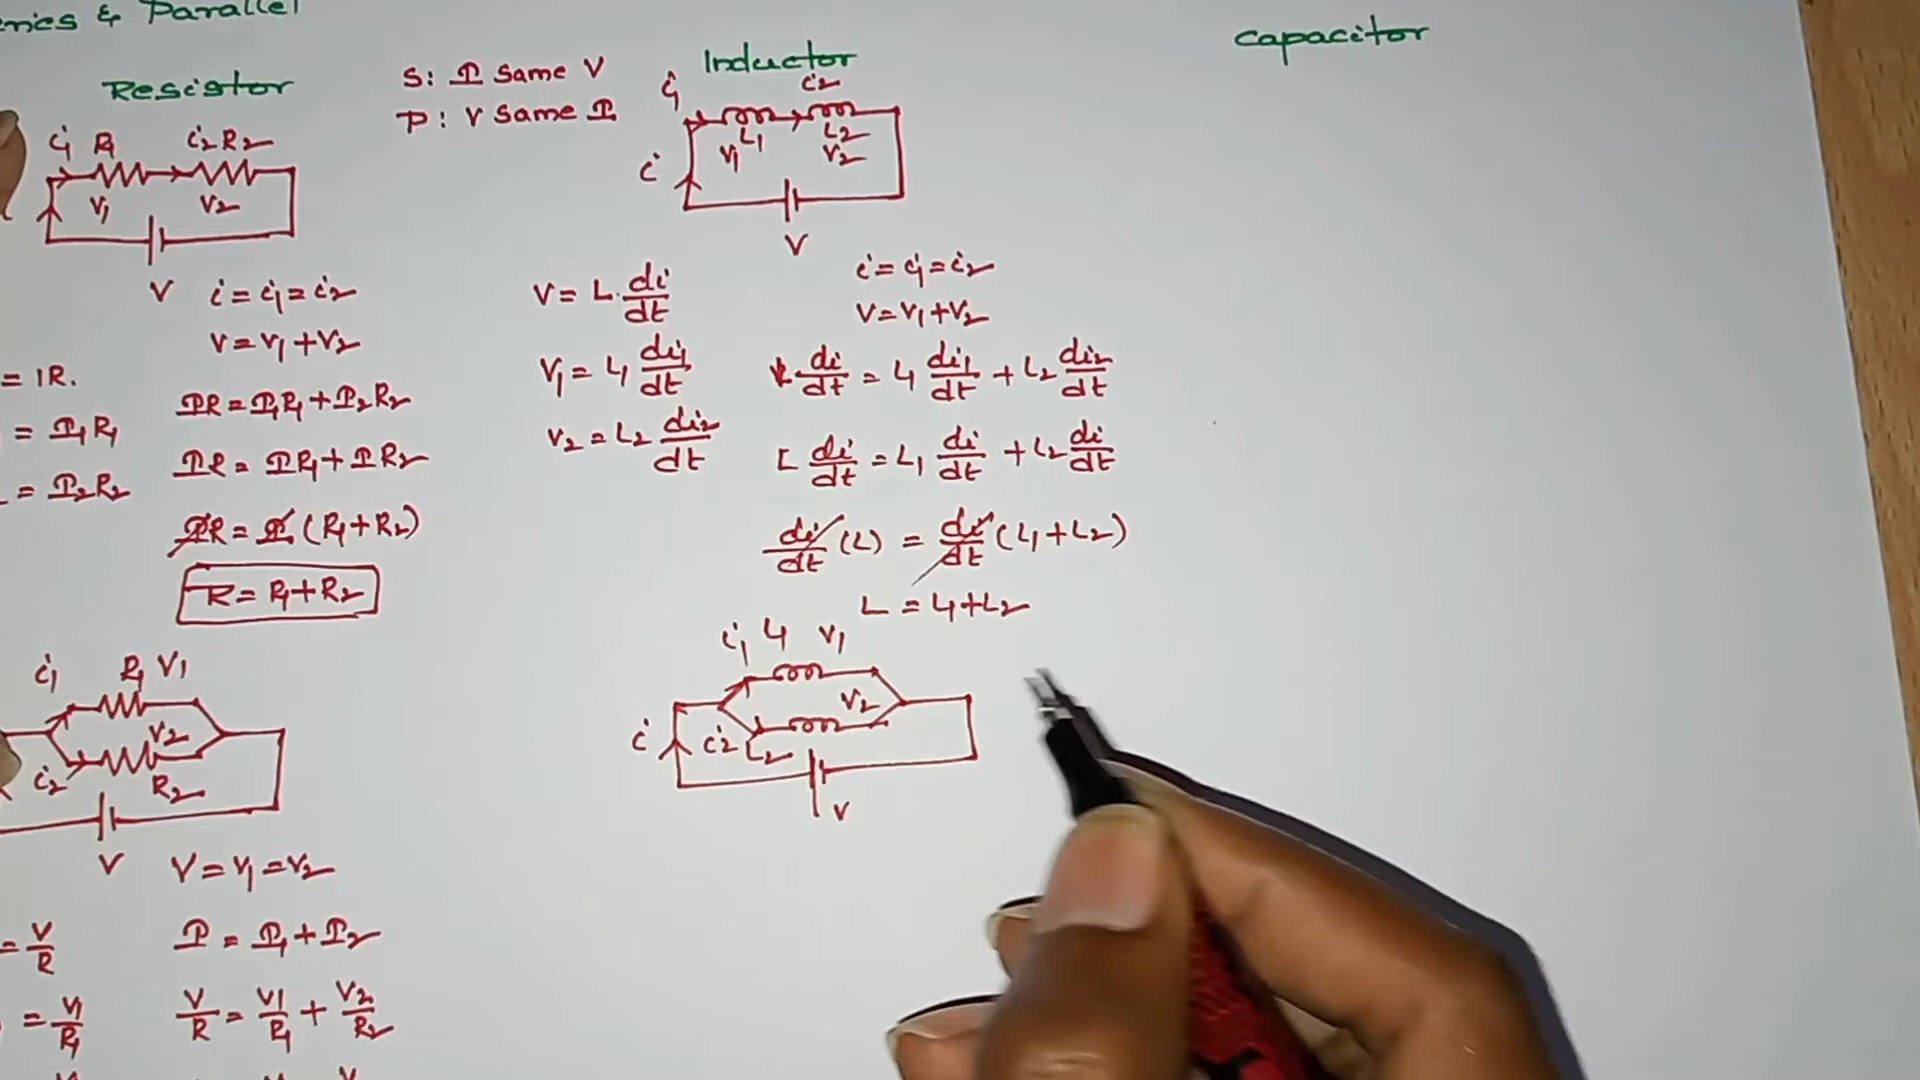 & Parallel
Resistor
i1 R1 i2 R2
V1 V2
V
i = i1 = i2
V = V1 + V2
= IR.
IR = I1R1 + I2R2
= I1R1
IR = IR1 + IR2
= I2R2
IR = I (R1 + R2)
R = R1 + R2
i1 R1 V1
V2
i2 R2
V
V = V1 = V2
I = I1 + I2
= V/R
V/R = V1/R1 + V2/R2
= V1/R1
S: I same V
P: V same I
Inductor
i1 i2
L1 L2
V1 V2
i
V
i = i1 = i2
V = V1 + V2
V = L. di/dt
V1 = L1 di1/dt
V2 = L2 di2/dt
L. di/dt = L1 di1/dt + L2 di2/dt
L di/dt = L1 di/dt + L2 di/dt
di/dt (L) = di/dt (L1 + L2)
L = L1 + L2
i1 L1 V1
V2
i i2 L2
V
Capacitor